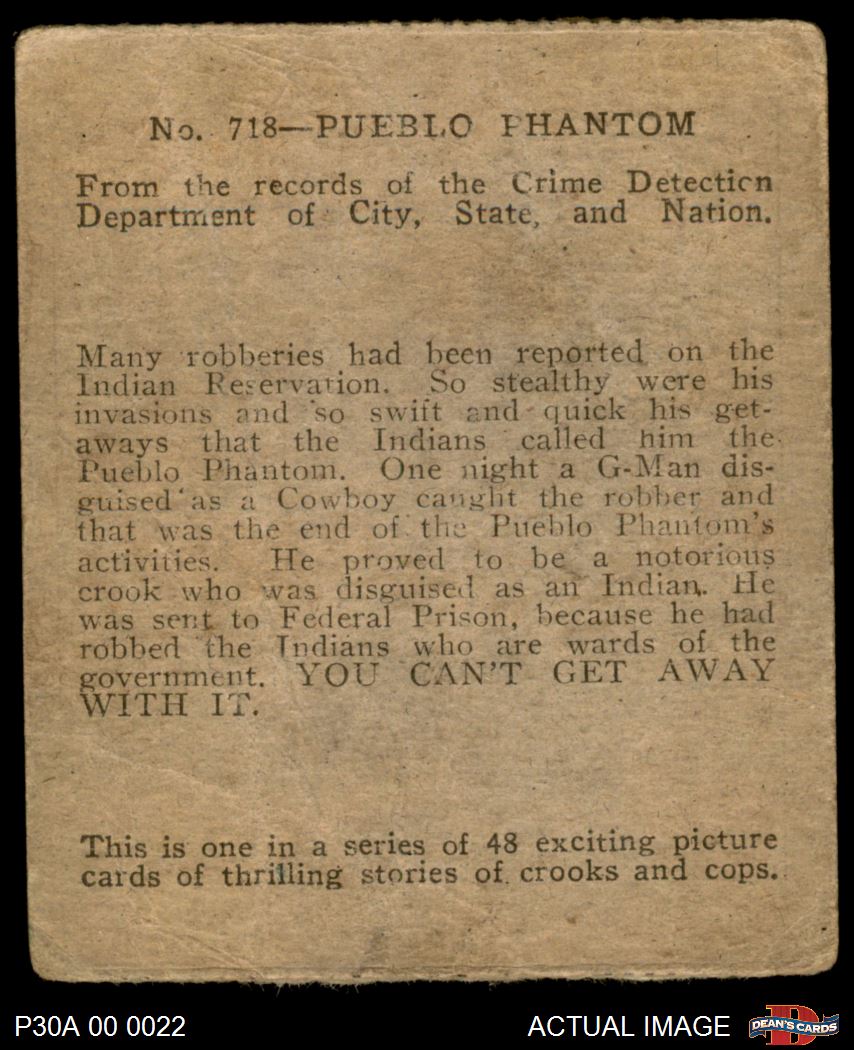 No. 718—PUEBLO PHANTOM
From the records of the Crime Detection
Department of City, State, and Nation.
Many robberies had been reported on the
Indian Reservation. So stealthy were his
invasions and so swift and quick his get-
aways that the Indians called him the
Pueblo Phantom. One night a G-Man dis-
guised as a Cowboy caught the robber and
that was the end of the Pueblo Phantom's
activities. He proved to be a notorious
crook who was disguised as an Indian. He
was sent to Federal Prison, because he had
robbed the Indians who are wards of the
government. YOU CAN'T GET AWAY
WITH IT.
This is one in a series of 48 exciting picture
cards of thrilling stories of crooks and cops.
P30A 00 0022 ACTUAL IMAGE DEAN'S CARDS